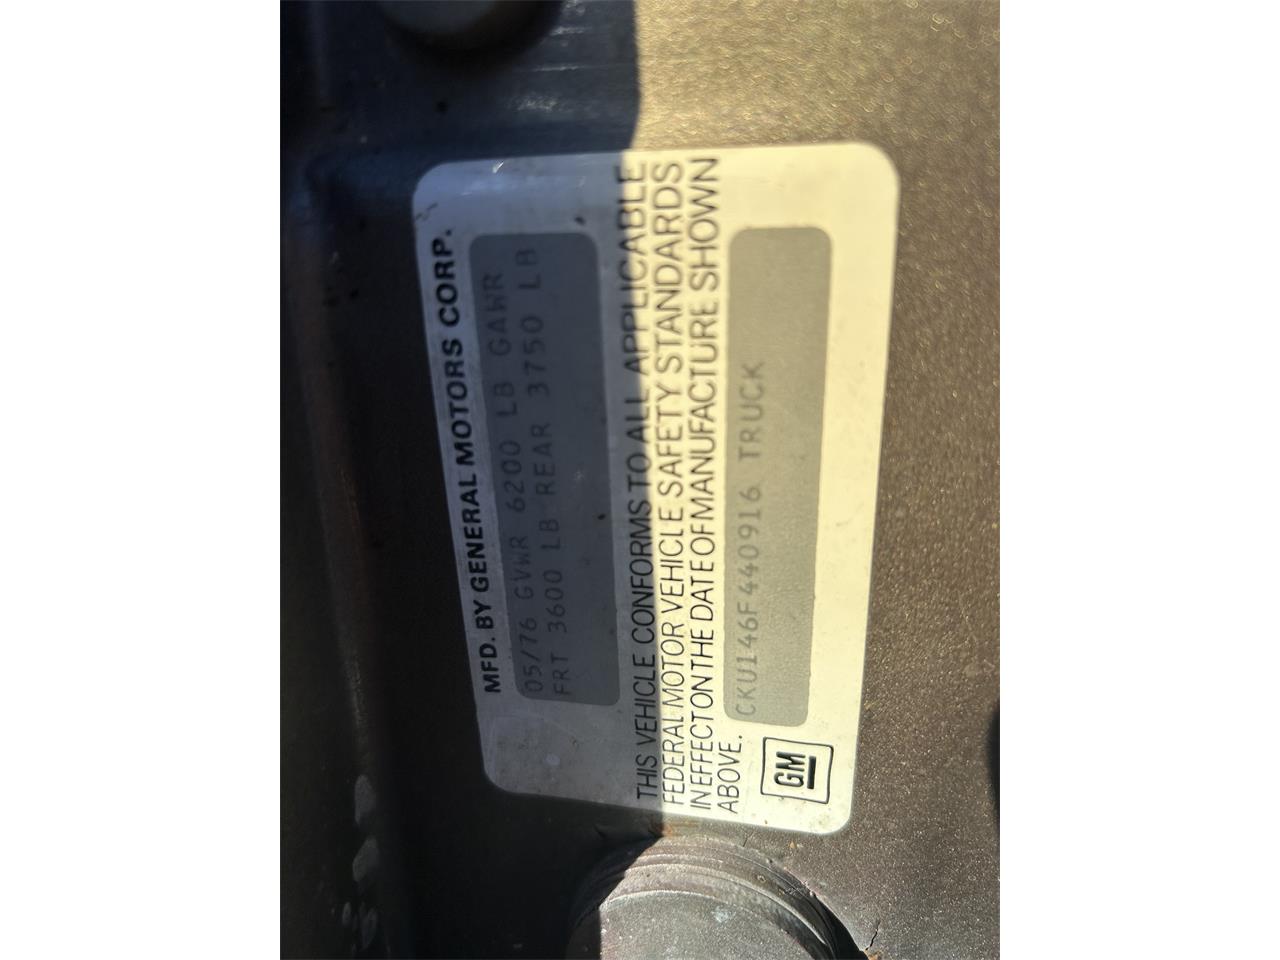 MFD. BY GENERAL MOTORS CORP.
05/76 GVWR 6200 LB GAWR
FRT 3600 LB REAR 3750 LB
THIS VEHICLE CONFORMS TO ALL APPLICABLE
FEDERAL MOTOR VEHICLE SAFETY STANDARDS
IN EFFECT ON THE DATE OF MANUFACTURE SHOWN
ABOVE.
CKU146F440916 TRUCK
GM